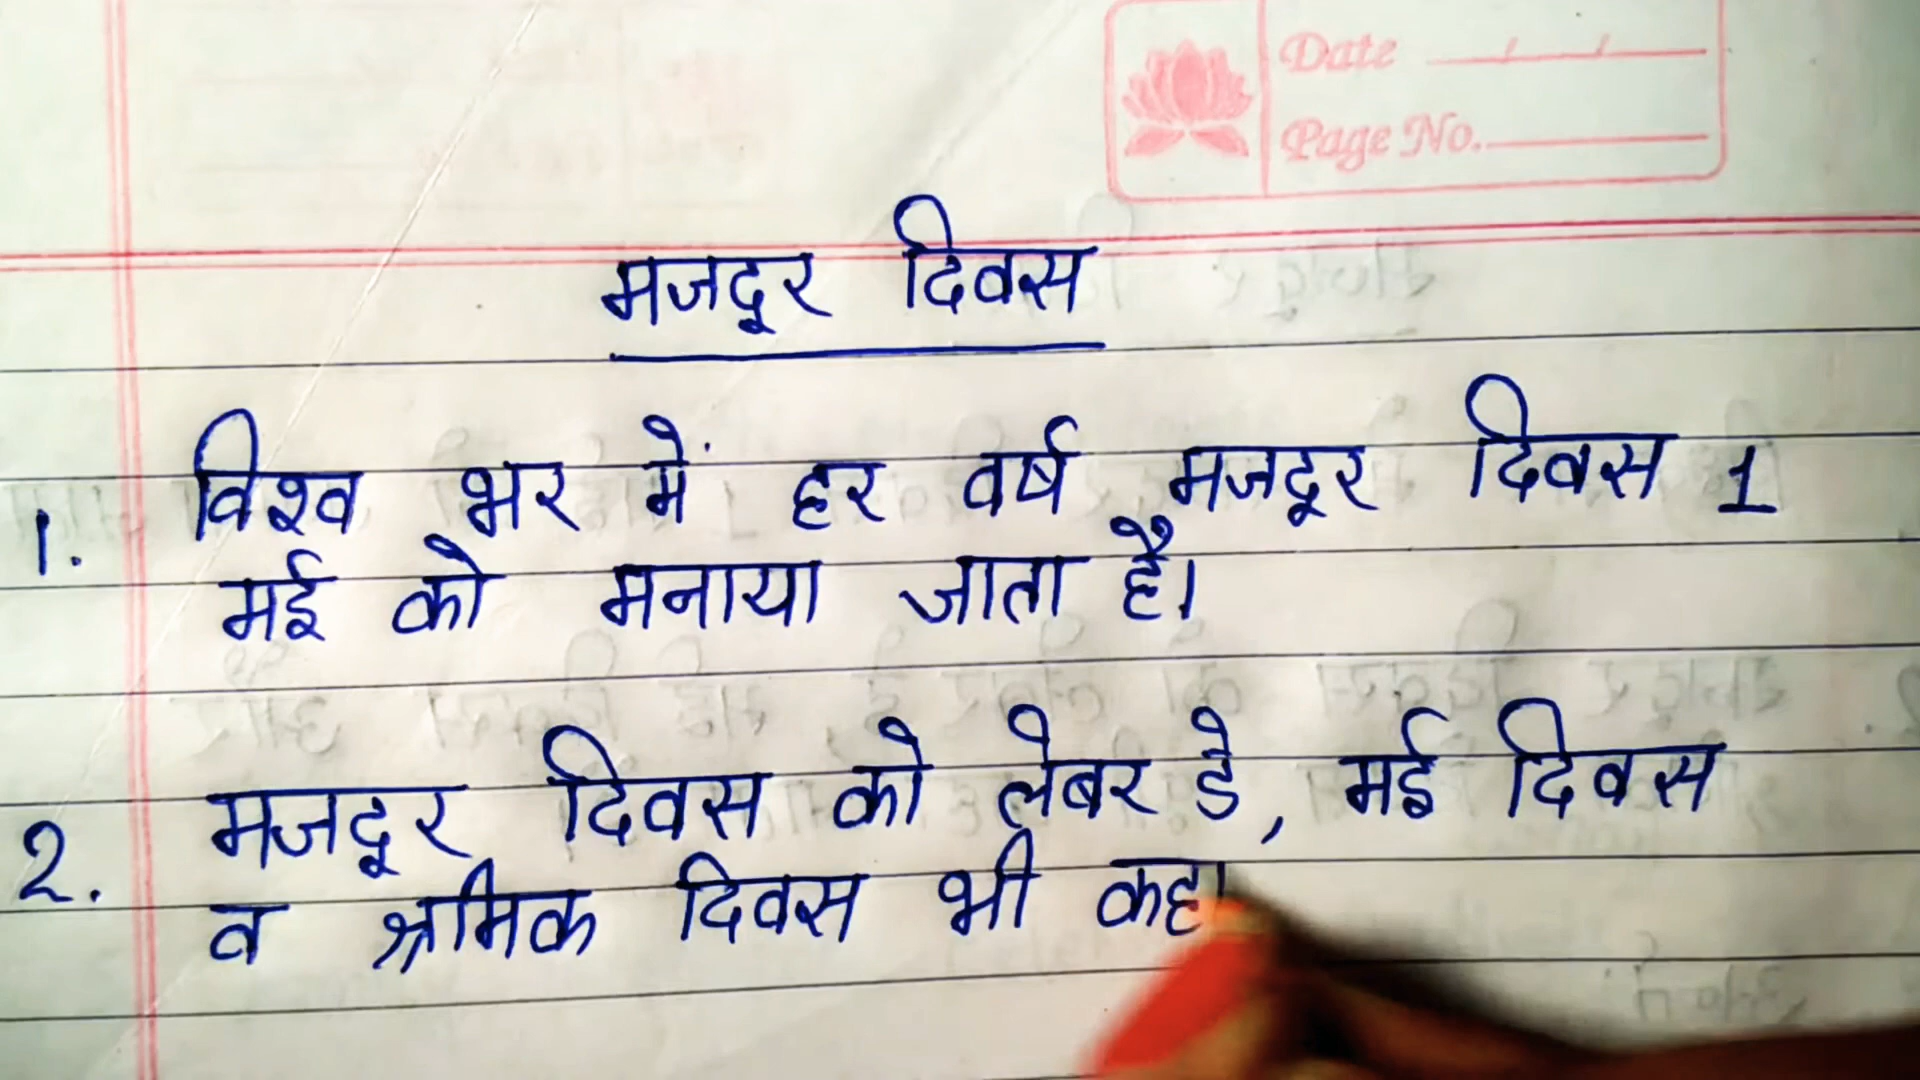 Date
Page No.
मजदूर दिवस
1. विश्व भर में हर वर्ष मजदूर दिवस 1
मई को मनाया जाता है।
2. मजदूर दिवस को लेबर डे, मई दिवस
व श्रमिक दिवस भी कहा